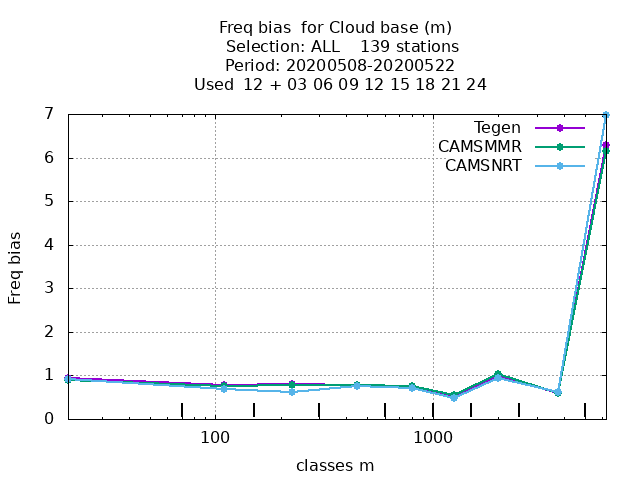 Freq bias  for Cloud base (m)
Selection: ALL    139 stations
Period: 20200508-20200522
Used  12 + 03 06 09 12 15 18 21 24
Tegen
CAMSMMR
CAMSNRT
7
6
5
4
3
2
1
0
Freq bias
100
1000
classes m